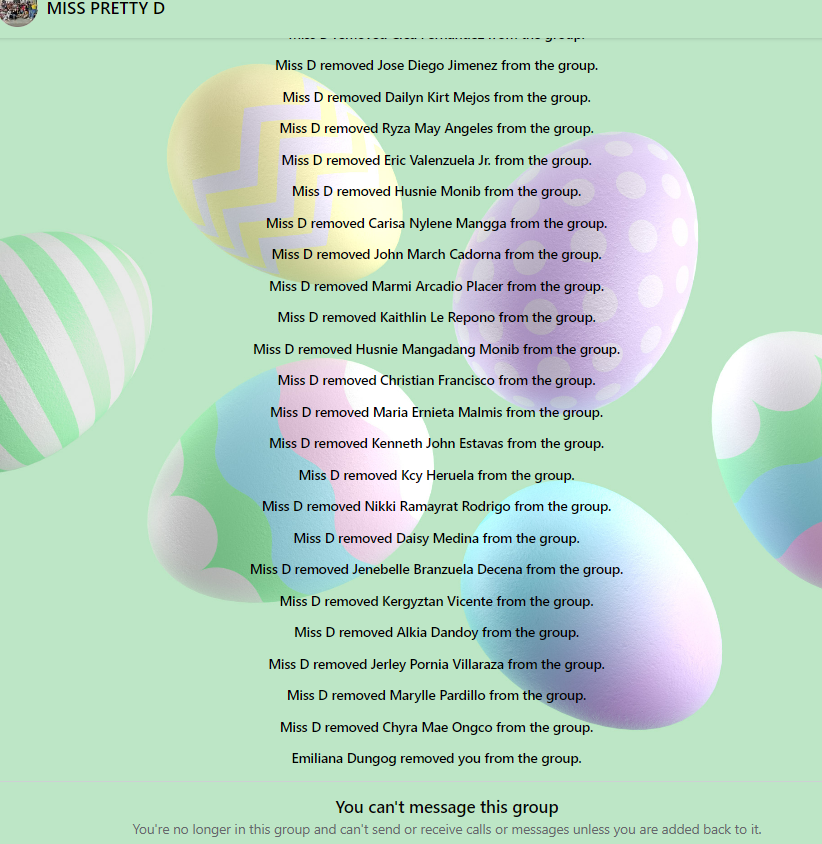 MISS PRETTY D
Miss D removed Jose Diego Jimenez from the group.
Miss D removed Dailyn Kirt Mejos from the group.
Miss D removed Ryza May Angeles from the group.
Miss D removed Eric Valenzuela Jr. from the group.
Miss D removed Husnie Monib from the group.
Miss D removed Carisa Nylene Mangga from the group.
Miss D removed John March Cadorna from the group.
Miss D removed Marmi Arcadio Placer from the group.
Miss D removed Kaithlin Le Repono from the group.
Miss D removed Husnie Mangadang Monib from the group.
Miss D removed Christian Francisco from the group.
Miss D removed Maria Ernieta Malmis from the group.
Miss D removed Kenneth John Estavas from the group.
Miss D removed Kcy Heruela from the group.
Miss D removed Nikki Ramayrat Rodrigo from the group.
Miss D removed Daisy Medina from the group.
Miss D removed Jenebelle Branzuela Decena from the group.
Miss D removed Kergyztan Vicente from the group.
Miss D removed Alkia Dandoy from the group.
Miss D removed Jerley Pornia Villaraza from the group.
Miss D removed Marylle Pardillo from the group.
Miss D removed Chyra Mae Ongco from the group.
Emiliana Dungog removed you from the group.
You can't message this group
You're no longer in this group and can't send or receive calls or messages unless you are added back to it.